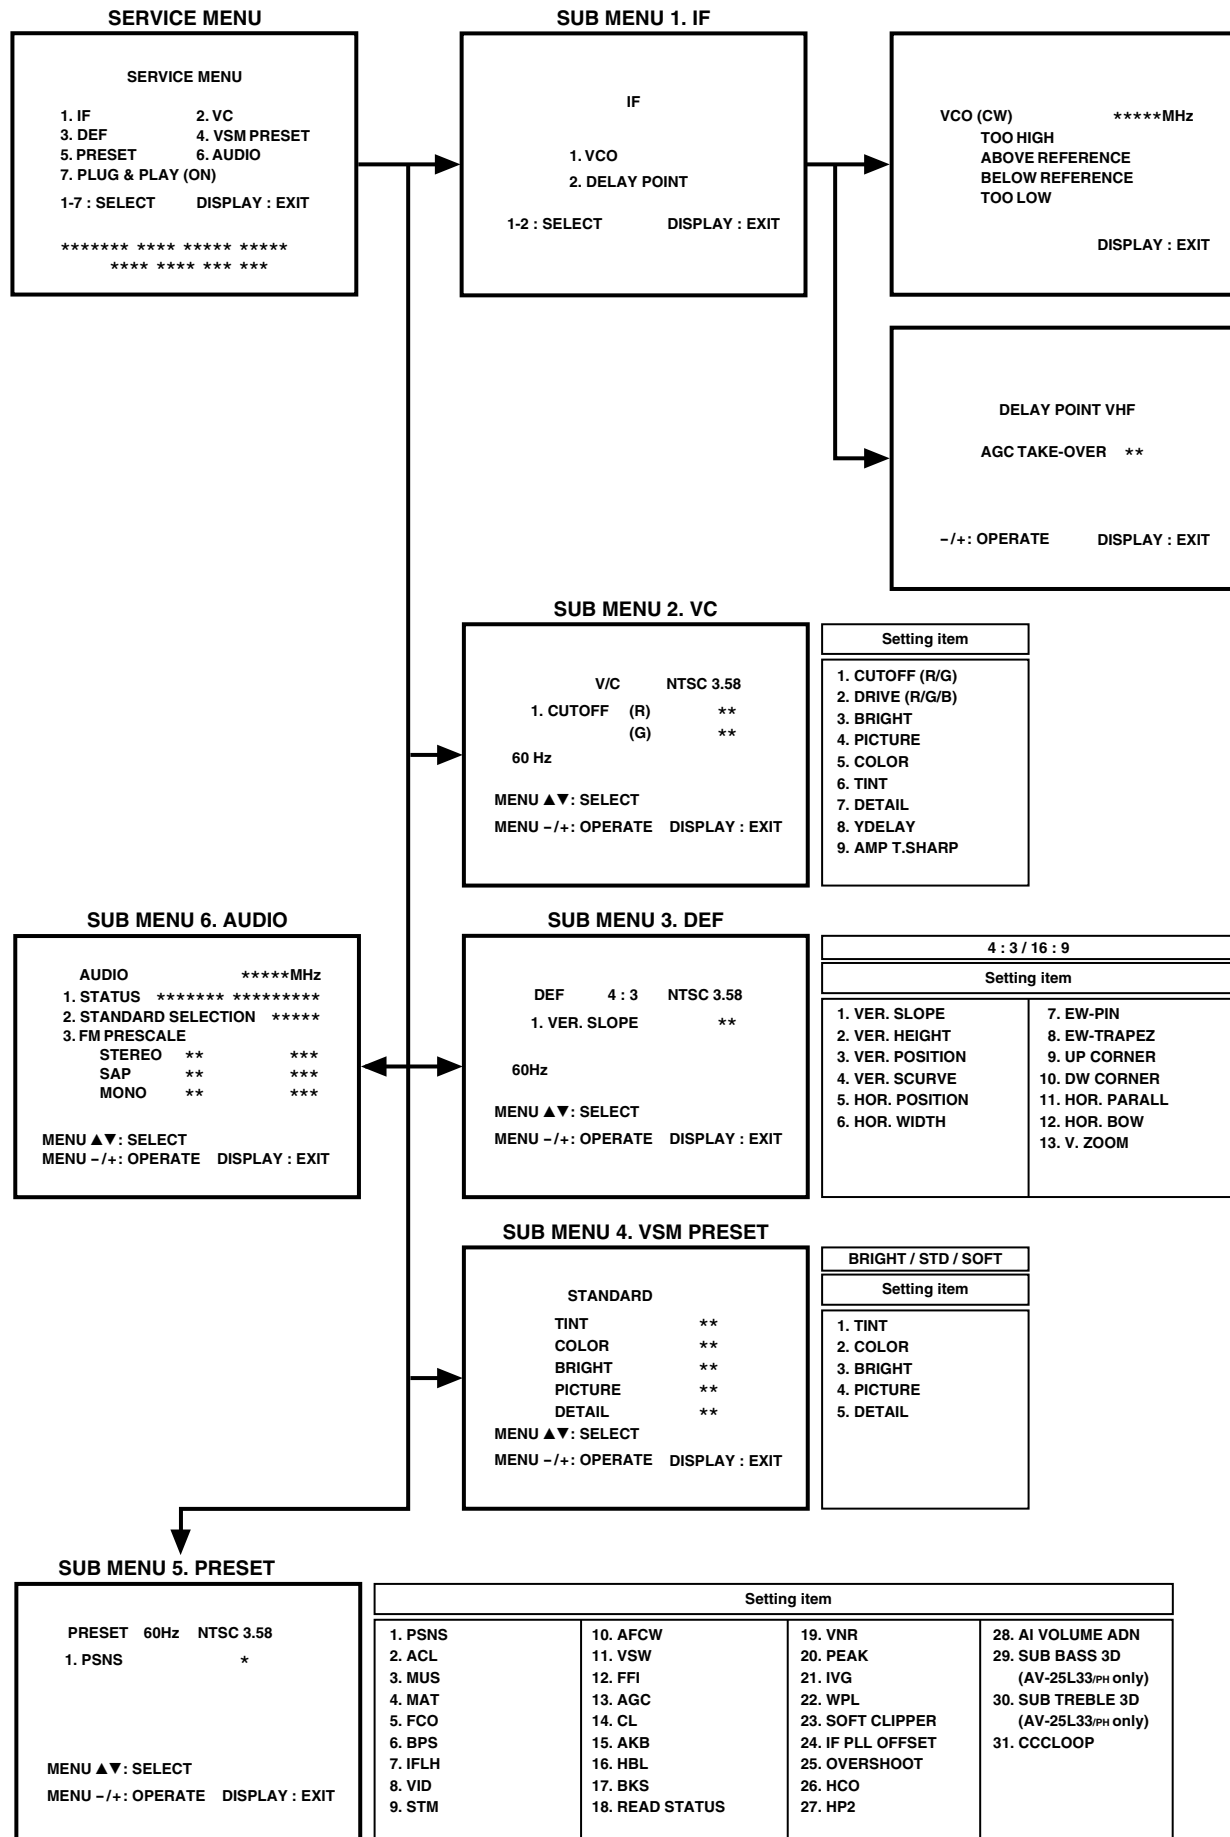 SERVICE MENU
SERVICE MENU
1. IF 2. VC
3. DEF 4. VSM PRESET
5. PRESET 6. AUDIO
7. PLUG & PLAY (ON)
1-7 : SELECT DISPLAY : EXIT
******* **** ***** *****
**** **** *** ***
SUB MENU 1. IF
IF
1. VCO
2. DELAY POINT
1-2 : SELECT DISPLAY : EXIT
VCO (CW) *****MHz
TOO HIGH
ABOVE REFERENCE
BELOW REFERENCE
TOO LOW
DISPLAY : EXIT
DELAY POINT VHF
AGC TAKE-OVER **
−/+: OPERATE DISPLAY : EXIT
SUB MENU 2. VC
V/C NTSC 3.58
1. CUTOFF (R) **
(G) **
60 Hz
MENU ▲▼: SELECT
MENU −/+: OPERATE DISPLAY : EXIT
Setting item
1. CUTOFF (R/G)
2. DRIVE (R/G/B)
3. BRIGHT
4. PICTURE
5. COLOR
6. TINT
7. DETAIL
8. YDELAY
9. AMP T.SHARP
SUB MENU 6. AUDIO
AUDIO *****MHz
1. STATUS ******* *********
2. STANDARD SELECTION *****
3. FM PRESCALE
STEREO ** ***
SAP ** ***
MONO ** ***
MENU ▲▼: SELECT
MENU −/+: OPERATE DISPLAY : EXIT
SUB MENU 3. DEF
DEF 4 : 3 NTSC 3.58
1. VER. SLOPE **
60Hz
MENU ▲▼: SELECT
MENU −/+: OPERATE DISPLAY : EXIT
4 : 3 / 16 : 9
Setting item
1. VER. SLOPE
2. VER. HEIGHT
3. VER. POSITION
4. VER. SCURVE
5. HOR. POSITION
6. HOR. WIDTH
7. EW-PIN
8. EW-TRAPEZ
9. UP CORNER
10. DW CORNER
11. HOR. PARALL
12. HOR. BOW
13. V. ZOOM
SUB MENU 4. VSM PRESET
STANDARD
TINT **
COLOR **
BRIGHT **
PICTURE **
DETAIL **
MENU ▲▼: SELECT
MENU −/+: OPERATE DISPLAY : EXIT
BRIGHT / STD / SOFT
Setting item
1. TINT
2. COLOR
3. BRIGHT
4. PICTURE
5. DETAIL
SUB MENU 5. PRESET
PRESET 60Hz NTSC 3.58
1. PSNS *
MENU ▲▼: SELECT
MENU −/+: OPERATE DISPLAY : EXIT
Setting item
1. PSNS
2. ACL
3. MUS
4. MAT
5. FCO
6. BPS
7. IFLH
8. VID
9. STM
10. AFCW
11. VSW
12. FFI
13. AGC
14. CL
15. AKB
16. HBL
17. BKS
18. READ STATUS
19. VNR
20. PEAK
21. IVG
22. WPL
23. SOFT CLIPPER
24. IF PLL OFFSET
25. OVERSHOOT
26. HCO
27. HP2
28. AI VOLUME ADN
29. SUB BASS 3D
(AV-25L33/PH only)
30. SUB TREBLE 3D
(AV-25L33/PH only)
31. CCCLOOP